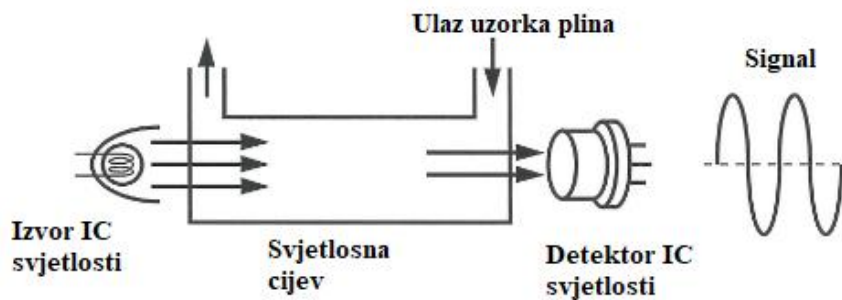 Ulaz uzorka plina
Signal
Izvor IC
svjetlosti
Svjetlosna
cijev
Detektor IC
svjetlosti